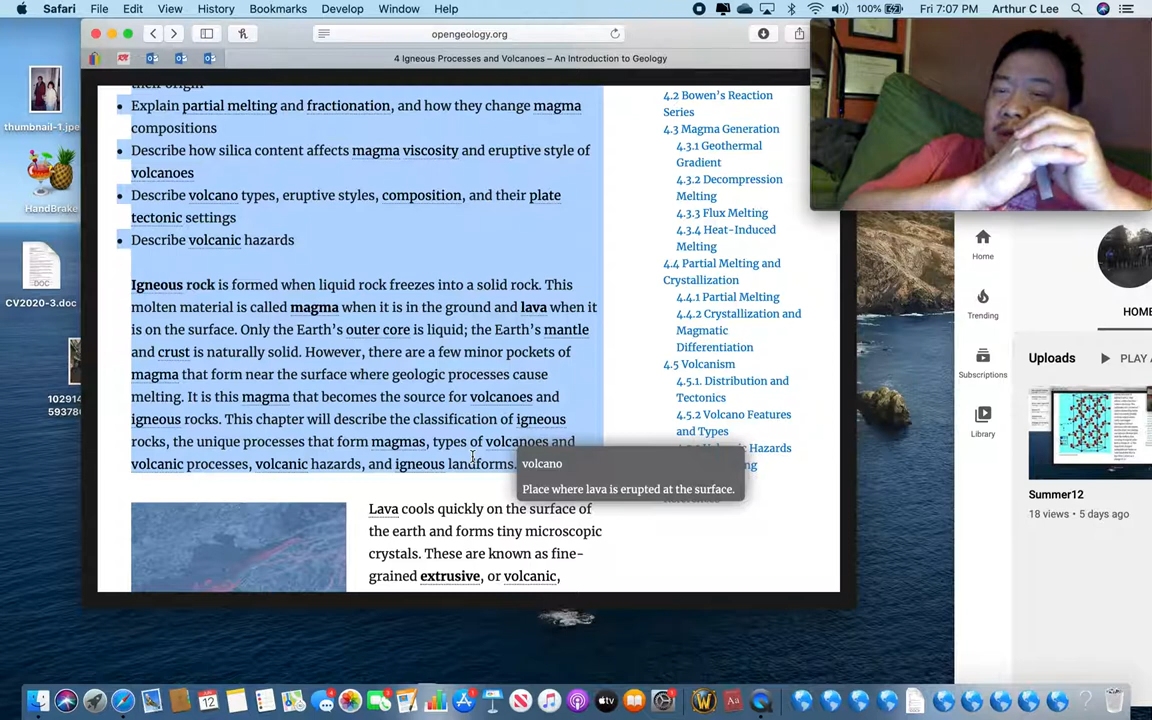 Safari File Edit View History Bookmarks Develop Window Help
100% Fri 7:07 PM Arthur C Lee
opengeology.org
4 Igneous Processes and Volcanoes – An Introduction to Geology
thumbnail-1.jpe
HandBrake
DOC
CV2020-3.doc
102914
593780
their origin
• Explain partial melting and fractionation, and how they change magma
compositions
• Describe how silica content affects magma viscosity and eruptive style of
volcanoes
• Describe volcano types, eruptive styles, composition, and their plate
tectonic settings
• Describe volcanic hazards
Igneous rock is formed when liquid rock freezes into a solid rock. This
molten material is called magma when it is in the ground and lava when it
is on the surface. Only the Earth's outer core is liquid; the Earth's mantle
and crust is naturally solid. However, there are a few minor pockets of
magma that form near the surface where geologic processes cause
melting. It is this magma that becomes the source for volcanoes and
igneous rocks. This chapter will describe the classification of igneous
rocks, the unique processes that form magmas, types of volcanoes and
volcanic processes, volcanic hazards, and igneous landforms.
volcano
Place where lava is erupted at the surface.
Lava cools quickly on the surface of
the earth and forms tiny microscopic
crystals. These are known as fine-
grained extrusive, or volcanic,
4.2 Bowen's Reaction
Series
4.3 Magma Generation
4.3.1 Geothermal
Gradient
4.3.2 Decompression
Melting
4.3.3 Flux Melting
4.3.4 Heat-Induced
Melting
4.4 Partial Melting and
Crystallization
4.4.1 Partial Melting
4.4.2 Crystallization and
Magmatic
Differentiation
4.5 Volcanism
4.5.1. Distribution and
Tectonics
4.5.2 Volcano Features
and Types
Hazards
Home
Trending
Subscriptions
Library
HOME
Uploads PLAY
Summer12
18 views • 5 days ago
12
tv
W
Aa